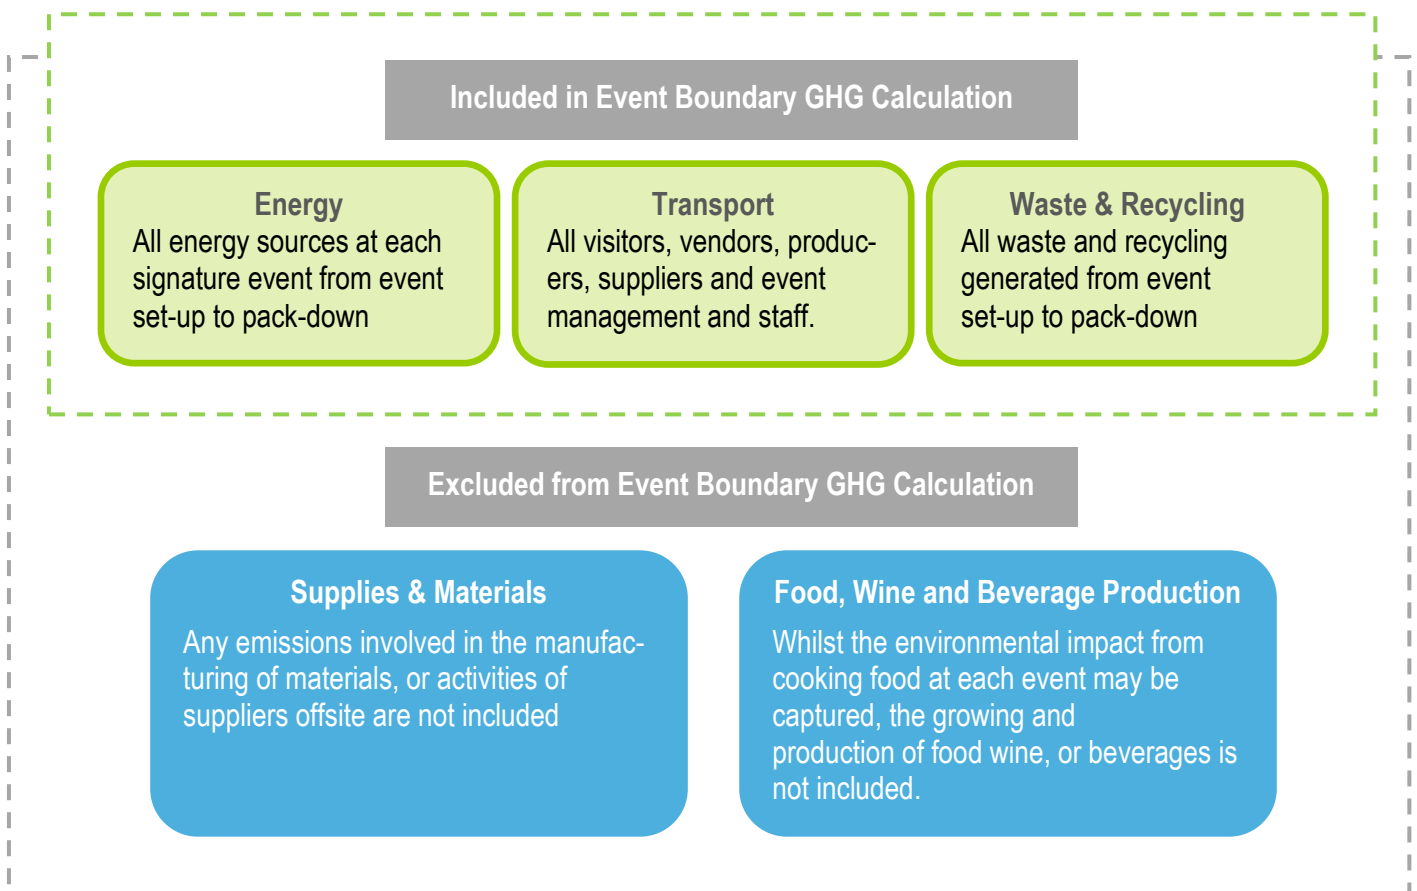 Included in Event Boundary GHG Calculation
Energy
All energy sources at each
signature event from event
set-up to pack-down
Transport
All visitors, vendors, produc-
ers, suppliers and event
management and staff.
Waste & Recycling
All waste and recycling
generated from event
set-up to pack-down
Excluded from Event Boundary GHG Calculation
Supplies & Materials
Any emissions involved in the manufac-
turing of materials, or activities of
suppliers offsite are not included
Food, Wine and Beverage Production
Whilst the environmental impact from
cooking food at each event may be
captured, the growing and
production of food wine, or beverages is
not included.